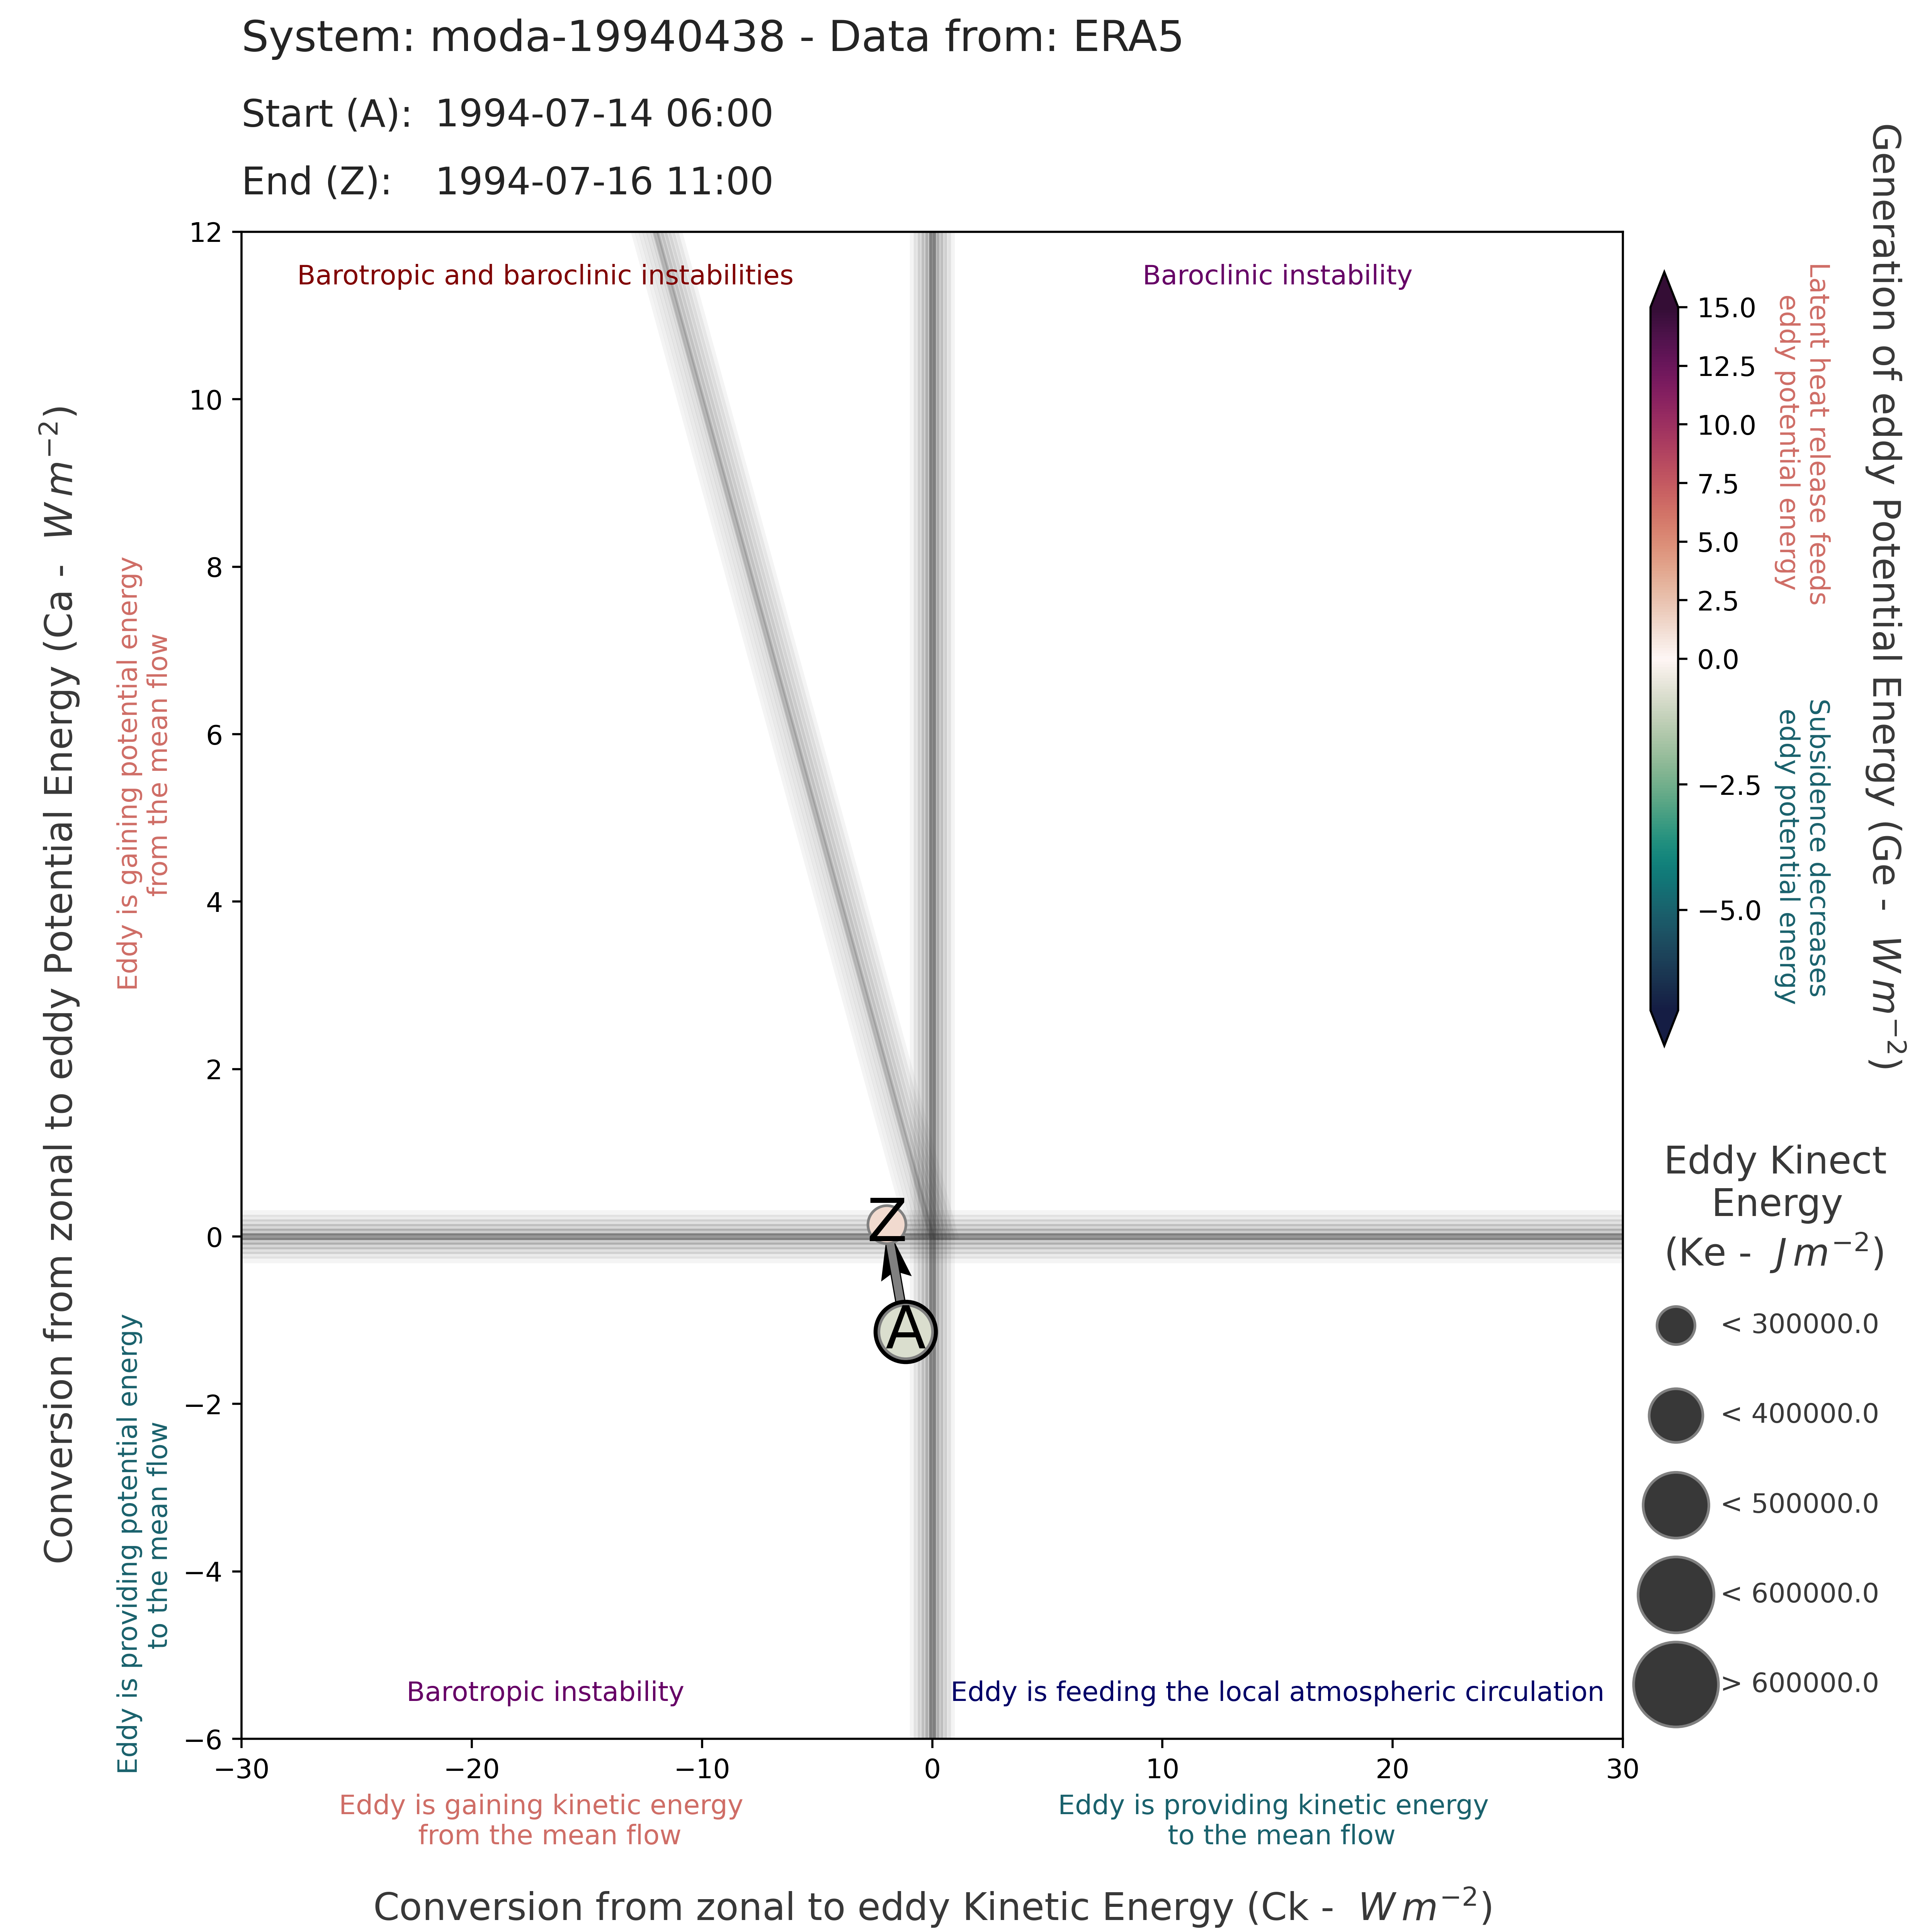 System: moda-19940438 - Data from: ERA5
Start (A): 1994-07-14 06:00
End (Z): 1994-07-16 11:00
Barotropic and baroclinic instabilities
Baroclinic instability
Barotropic instability
Eddy is feeding the local atmospheric circulation
12
10
8
6
4
2
0
−2
−4
−6
−30
−20
−10
0
10
20
30
Z
A
Conversion from zonal to eddy Potential Energy (Ca - W m⁻²)
Eddy is gaining potential energy
from the mean flow
Eddy is providing potential energy
to the mean flow
Eddy is gaining kinetic energy
from the mean flow
Eddy is providing kinetic energy
to the mean flow
Conversion from zonal to eddy Kinetic Energy (Ck - W m⁻²)
15.0
12.5
10.0
7.5
5.0
2.5
0.0
−2.5
−5.0
Latent heat release feeds
eddy potential energy
Subsidence decreases
eddy potential energy
Generation of eddy Potential Energy (Ge - W m⁻²)
Eddy Kinect
Energy
(Ke - J m⁻²)
< 300000.0
< 400000.0
< 500000.0
< 600000.0
> 600000.0